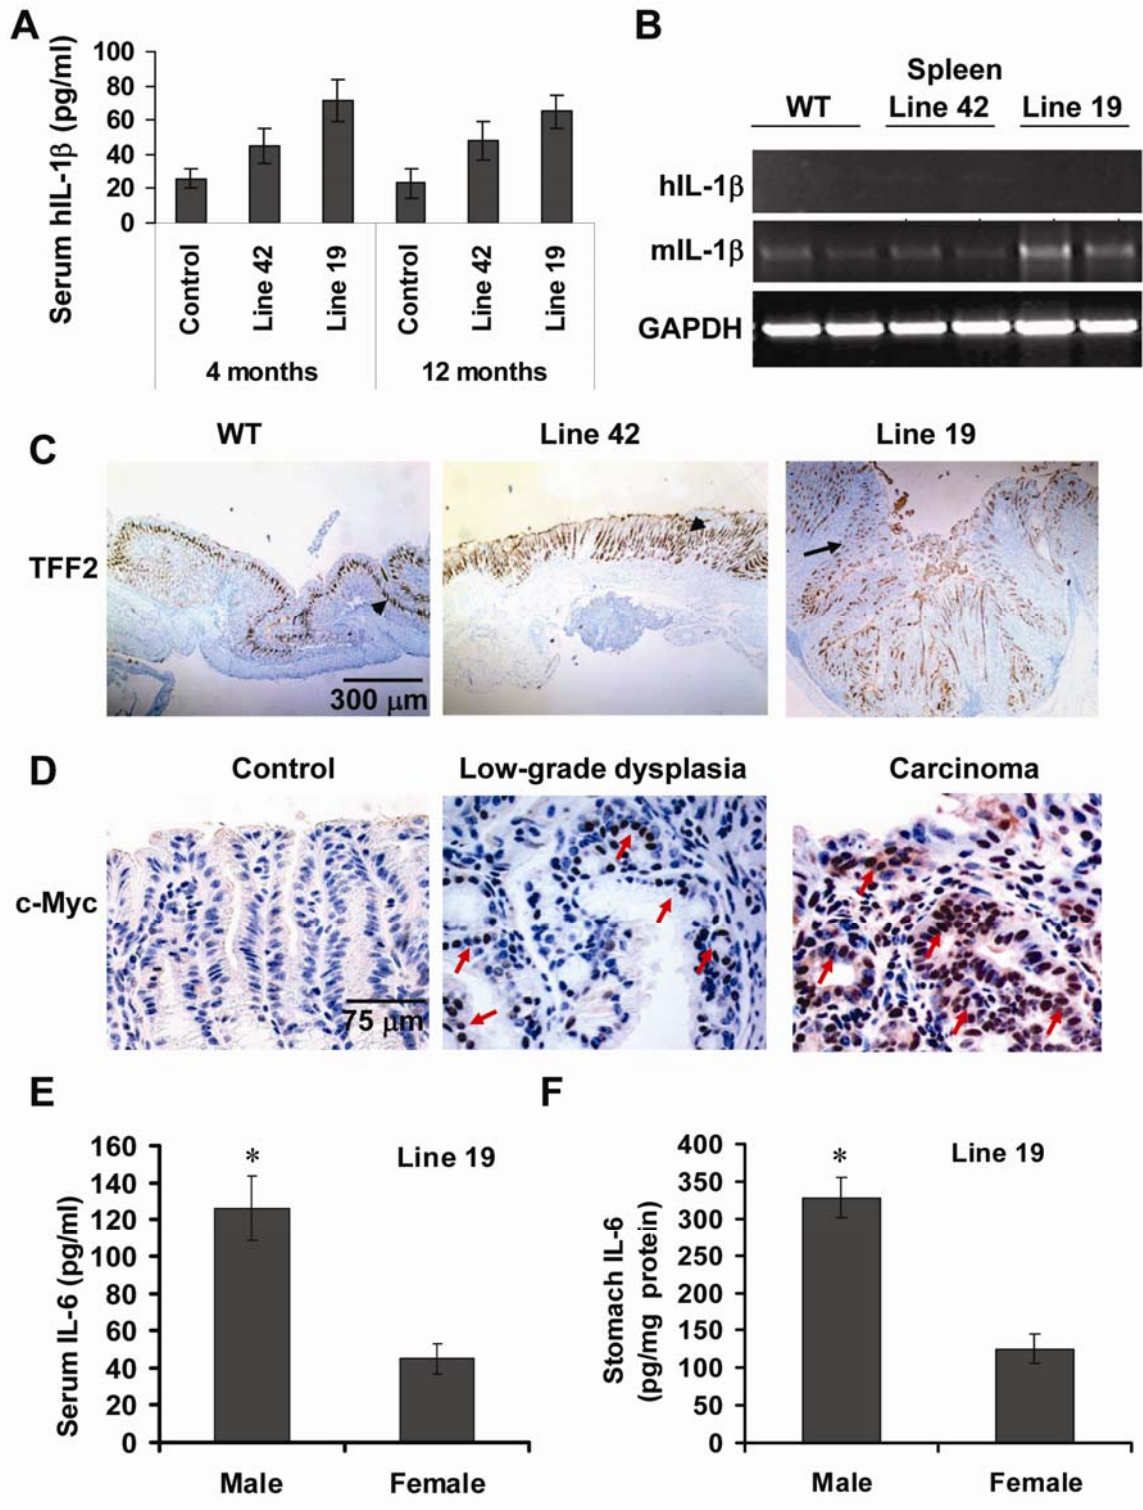 A
Serum hIL-1β (pg/ml)
100
80
60
40
20
0
Control
Line 42
Line 19
Control
Line 42
Line 19
4 months
12 months
B
Spleen
WT
Line 42
Line 19
hIL-1β
mIL-1β
GAPDH
C
WT
Line 42
Line 19
TFF2
300 μm
D
Control
Low-grade dysplasia
Carcinoma
c-Myc
75 μm
E
Serum IL-6 (pg/ml)
160
140
120
100
80
60
40
20
0
*
Line 19
Male
Female
F
Stomach IL-6
(pg/mg protein)
400
350
300
250
200
150
100
50
0
*
Line 19
Male
Female